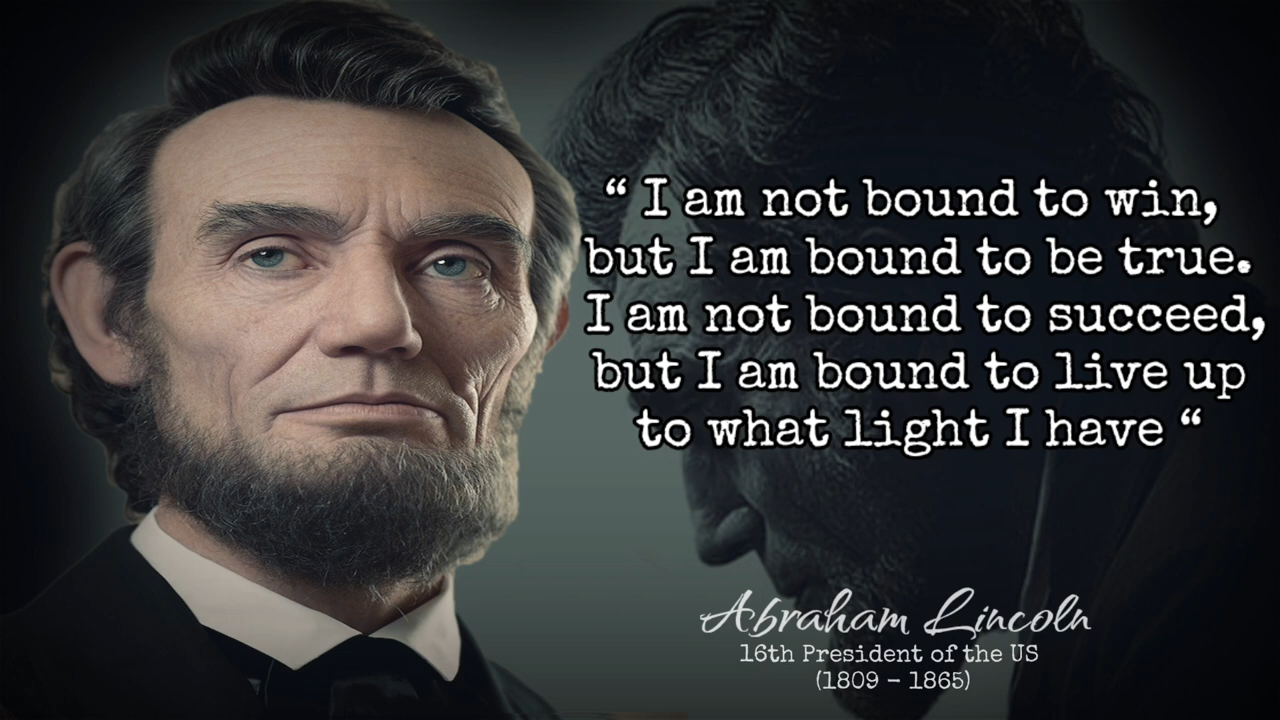 “ I am not bound to win,
but I am bound to be true.
I am not bound to succeed,
but I am bound to live up
to what light I have “
Abraham Lincoln
16th President of the US
(1809 – 1865)